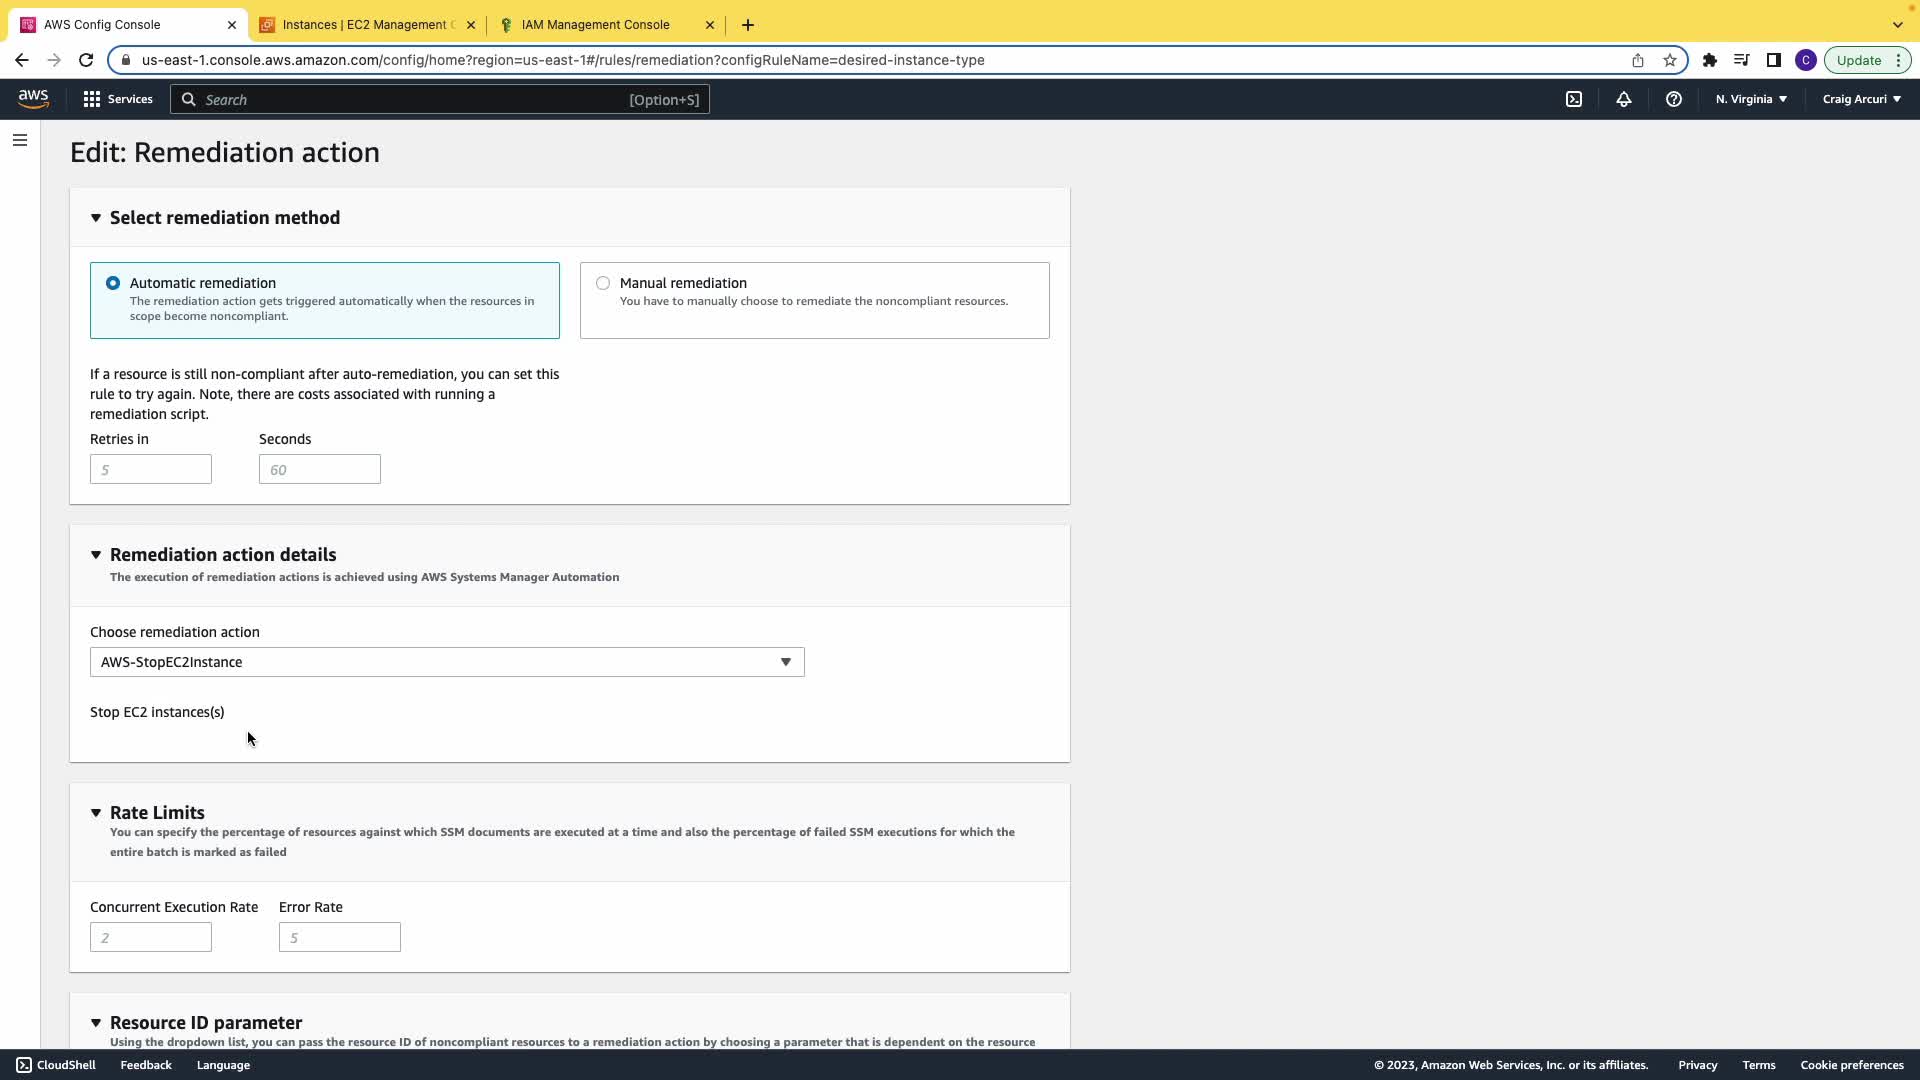 AWS Config Console
Instances | EC2 Management C
IAM Management Console
us-east-1.console.aws.amazon.com/config/home?region=us-east-1#/rules/remediation?configRuleName=desired-instance-type
C
Update
aws
Services
Search
[Option+S]
N. Virginia
Craig Arcuri
Edit: Remediation action
Select remediation method
Automatic remediation
The remediation action gets triggered automatically when the resources in
scope become noncompliant.
Manual remediation
You have to manually choose to remediate the noncompliant resources.
If a resource is still non-compliant after auto-remediation, you can set this
rule to try again. Note, there are costs associated with running a
remediation script.
Retries in
Seconds
5
60
Remediation action details
The execution of remediation actions is achieved using AWS Systems Manager Automation
Choose remediation action
AWS-StopEC2Instance
Stop EC2 instances(s)
Rate Limits
You can specify the percentage of resources against which SSM documents are executed at a time and also the percentage of failed SSM executions for which the
entire batch is marked as failed
Concurrent Execution Rate
Error Rate
2
5
Resource ID parameter
Using the dropdown list, you can pass the resource ID of noncompliant resources to a remediation action by choosing a parameter that is dependent on the resource
CloudShell
Feedback
Language
© 2023, Amazon Web Services, Inc. or its affiliates.
Privacy
Terms
Cookie preferences